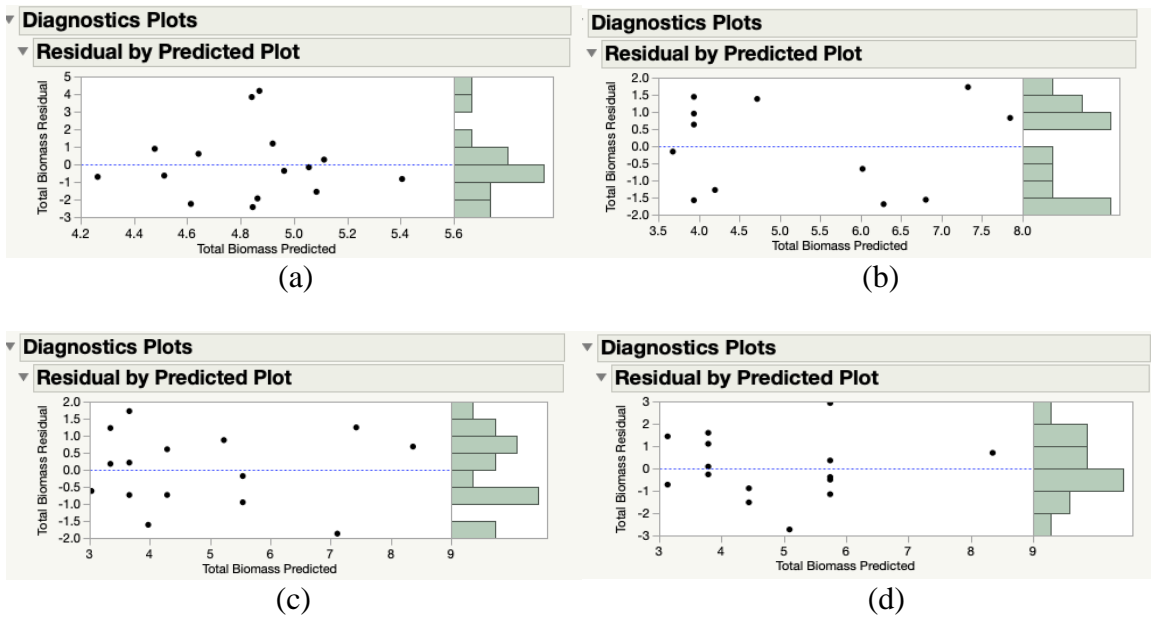 Diagnostics Plots
Residual by Predicted Plot
Total Biomass Residual
5
4
3
2
1
0
-1
-2
-3
4.2 4.4 4.6 4.8 5.0 5.2 5.4 5.6
Total Biomass Predicted
(a)
Diagnostics Plots
Residual by Predicted Plot
Total Biomass Residual
2.0
1.5
1.0
0.5
0.0
-0.5
-1.0
-1.5
-2.0
3.5 4.0 4.5 5.0 5.5 6.0 6.5 7.0 7.5 8.0
Total Biomass Predicted
(b)
Diagnostics Plots
Residual by Predicted Plot
Total Biomass Residual
2.0
1.5
1.0
0.5
0.0
-0.5
-1.0
-1.5
-2.0
3 4 5 6 7 8 9
Total Biomass Predicted
(c)
Diagnostics Plots
Residual by Predicted Plot
Total Biomass Residual
3
2
1
0
-1
-2
-3
3 4 5 6 7 8 9
Total Biomass Predicted
(d)